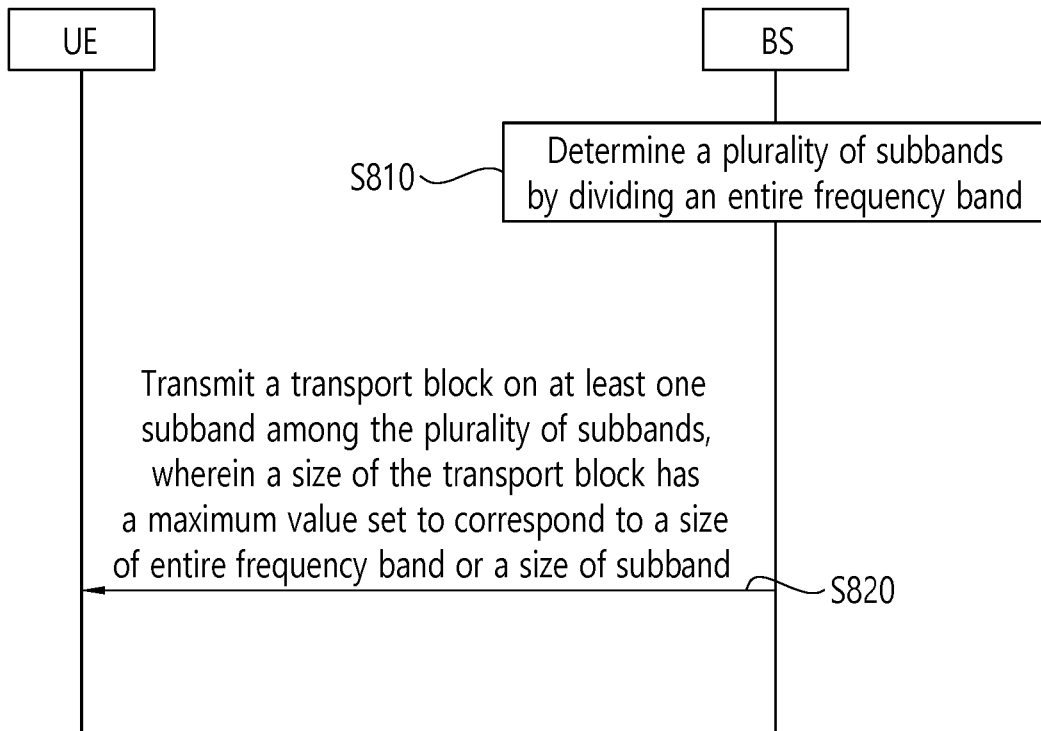 UE
BS
S810
Determine a plurality of subbands
by dividing an entire frequency band
Transmit a transport block on at least one
subband among the plurality of subbands,
wherein a size of the transport block has
a maximum value set to correspond to a size
of entire frequency band or a size of subband
S820